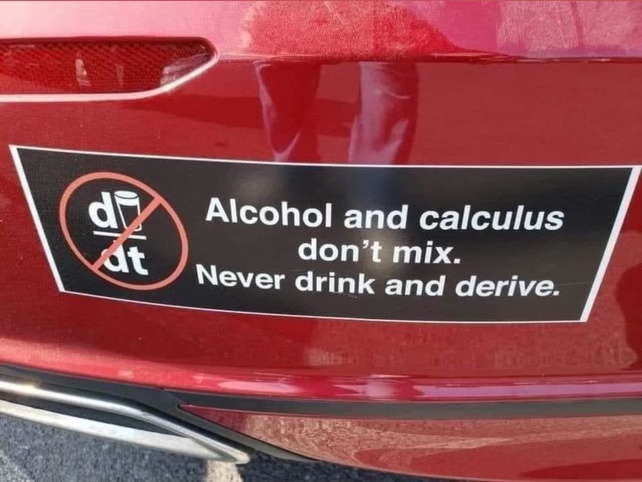 d
dt
Alcohol and calculus
don't mix.
Never drink and derive.